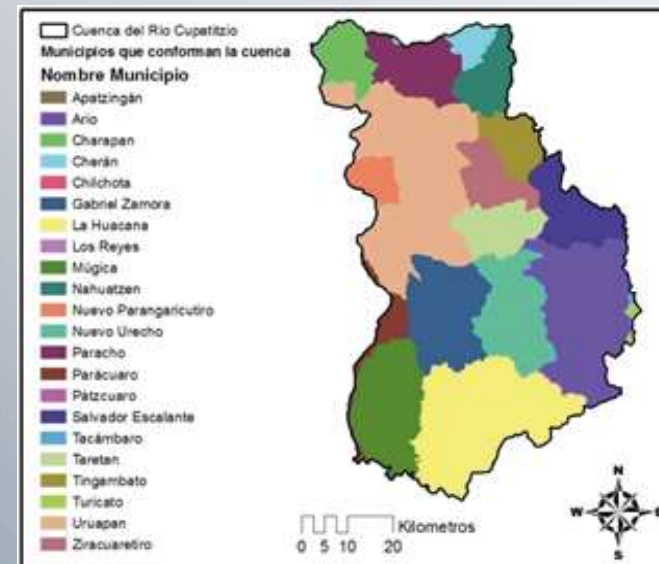 Cuenca del Río Cupatitzio
Municipios que conforman la cuenca
Nombre Municipio
Apatzingán
Ario
Charapan
Cherán
Chilchota
Gabriel Zamora
La Huacana
Los Reyes
Múgica
Nahuatzen
Nuevo Parangaricutiro
Nuevo Urecho
Paracho
Parácuaro
Pátzcuaro
Salvador Escalante
Tacámbaro
Taretan
Tingambato
Turicato
Uruapan
Ziracuaretiro
Kilometros
0 5 10 20
N
W E
S